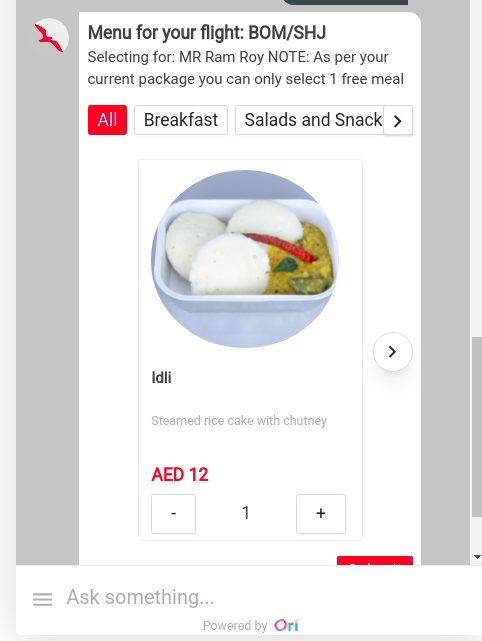 Menu for your flight: BOM/SHJ
Selecting for: MR Ram Roy NOTE: As per your
current package you can only select 1 free meal
All Breakfast Salads and Snack
Idli
Steamed rice cake with chutney
AED 12
- 1 +
Ask something...
Powered by Ori